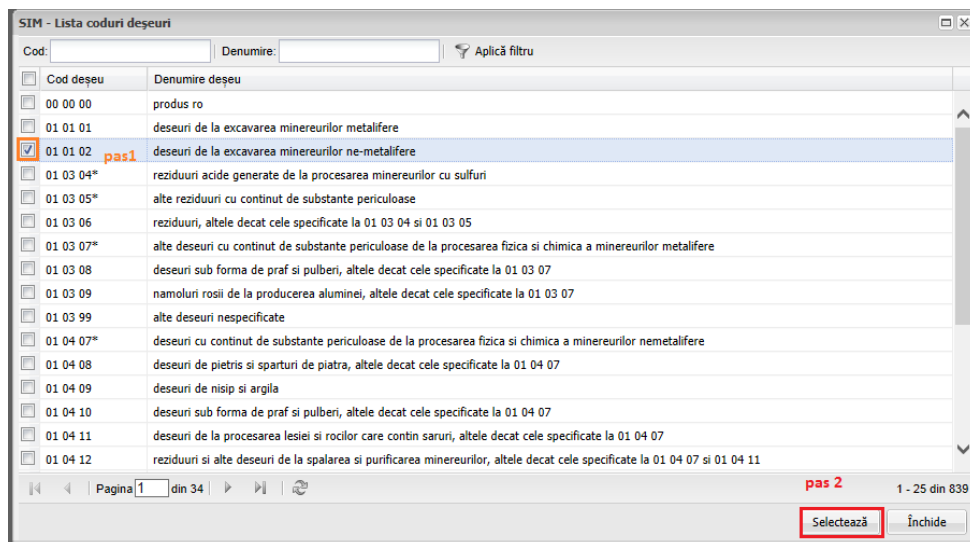 SIM - Lista coduri deşeuri
Cod: Denumire: Aplică filtru
Cod deșeu Denumire deșeu
00 00 00 produs ro
01 01 01 deseuri de la excavarea minereurilor metalifere
01 01 02 pas1 deseuri de la excavarea minereurilor ne-metalifere
01 03 04* reziduuri acide generate de la procesarea minereurilor cu sulfuri
01 03 05* alte reziduuri cu continut de substante periculoase
01 03 06 reziduuri, altele decat cele specificate la 01 03 04 si 01 03 05
01 03 07* alte deseuri cu continut de substante periculoase de la procesarea fizica si chimica a minereurilor metalifere
01 03 08 deseuri sub forma de praf si pulberi, altele decat cele specificate la 01 03 07
01 03 09 namoluri rosii de la producerea aluminei, altele decat cele specificate la 01 03 07
01 03 99 alte deseuri nespecificate
01 04 07* deseuri cu continut de substante periculoase de la procesarea fizica si chimica a minereurilor nemetalifere
01 04 08 deseuri de pietris si sparturi de piatra, altele decat cele specificate la 01 04 07
01 04 09 deseuri de nisip si argila
01 04 10 deseuri sub forma de praf si pulberi, altele decat cele specificate la 01 04 07
01 04 11 deseuri de la procesarea lesiei si rocilor care contin saruri, altele decat cele specificate la 01 04 07
01 04 12 reziduuri si alte deseuri de la spalarea si purificarea minereurilor, altele decat cele specificate la 01 04 07 si 01 04 11
Pagina 1 din 34 pas 2 1 - 25 din 839
Selectează Închide